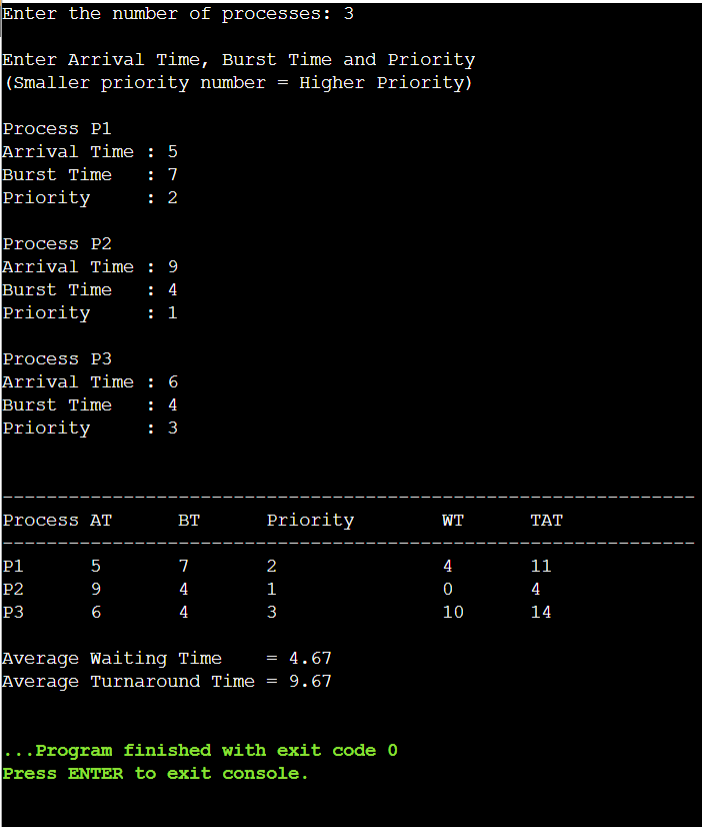 Enter the number of processes: 3
Enter Arrival Time, Burst Time and Priority
(Smaller priority number = Higher Priority)
Process P1
Arrival Time : 5
Burst Time   : 7
Priority     : 2
Process P2
Arrival Time : 9
Burst Time   : 4
Priority     : 1
Process P3
Arrival Time : 6
Burst Time   : 4
Priority     : 3
---------------------------------------------------------------
Process AT      BT      Priority        WT      TAT
---------------------------------------------------------------
P1      5       7       2               4       11
P2      9       4       1               0       4
P3      6       4       3               10      14
Average Waiting Time    = 4.67
Average Turnaround Time = 9.67
...Program finished with exit code 0
Press ENTER to exit console.